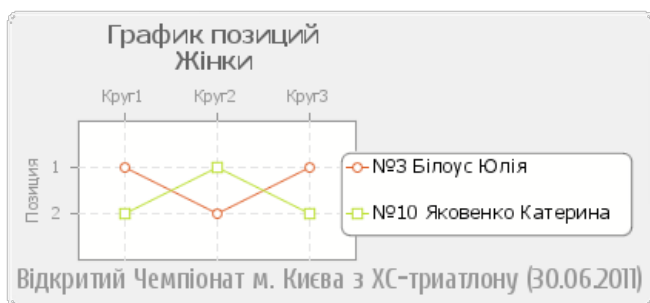 График позиций
Жінки
Круг1 Круг2 Круг3
Позиция
1
2
№3 Білоус Юлія
№10 Яковенко Катерина
Відкритий Чемпіонат м. Києва з ХС-триатлону (30.06.2011)